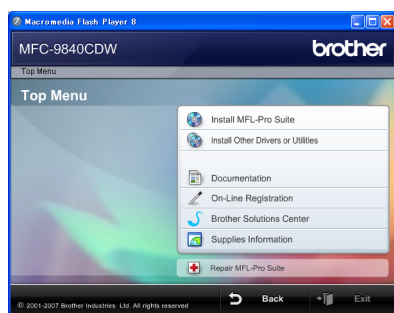 Macromedia Flash Player 8
MFC-9840CDW
brother
Top Menu
Top Menu
Install MFL-Pro Suite
Install Other Drivers or Utilities
Documentation
On-Line Registration
Brother Solutions Center
Supplies Information
Repair MFL-Pro Suite
© 2001-2007 Brother Industries Ltd. All rights reserved
Back
Exit